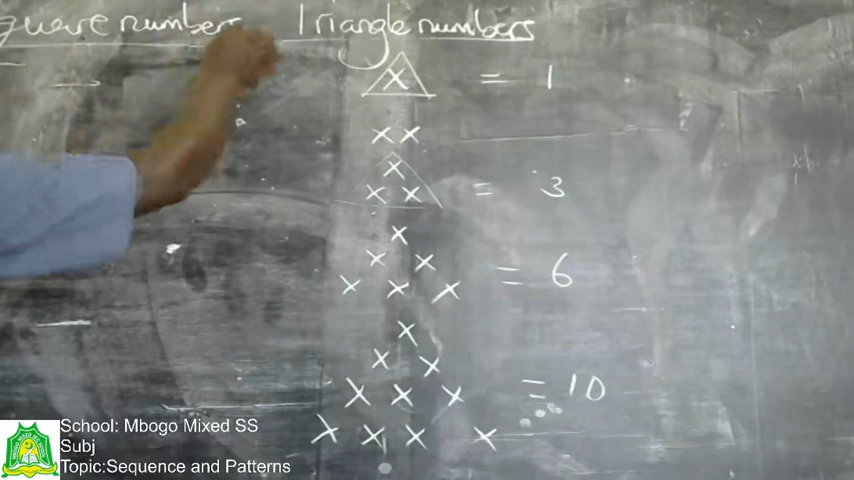 quare numbers Triangle numbers
x = 1
x x
x
x x = 3
x
x x
x x x = 6
x
x x
x x x = 10
x x x x
School: Mbogo Mixed SS
Subj
Topic:Sequence and Patterns